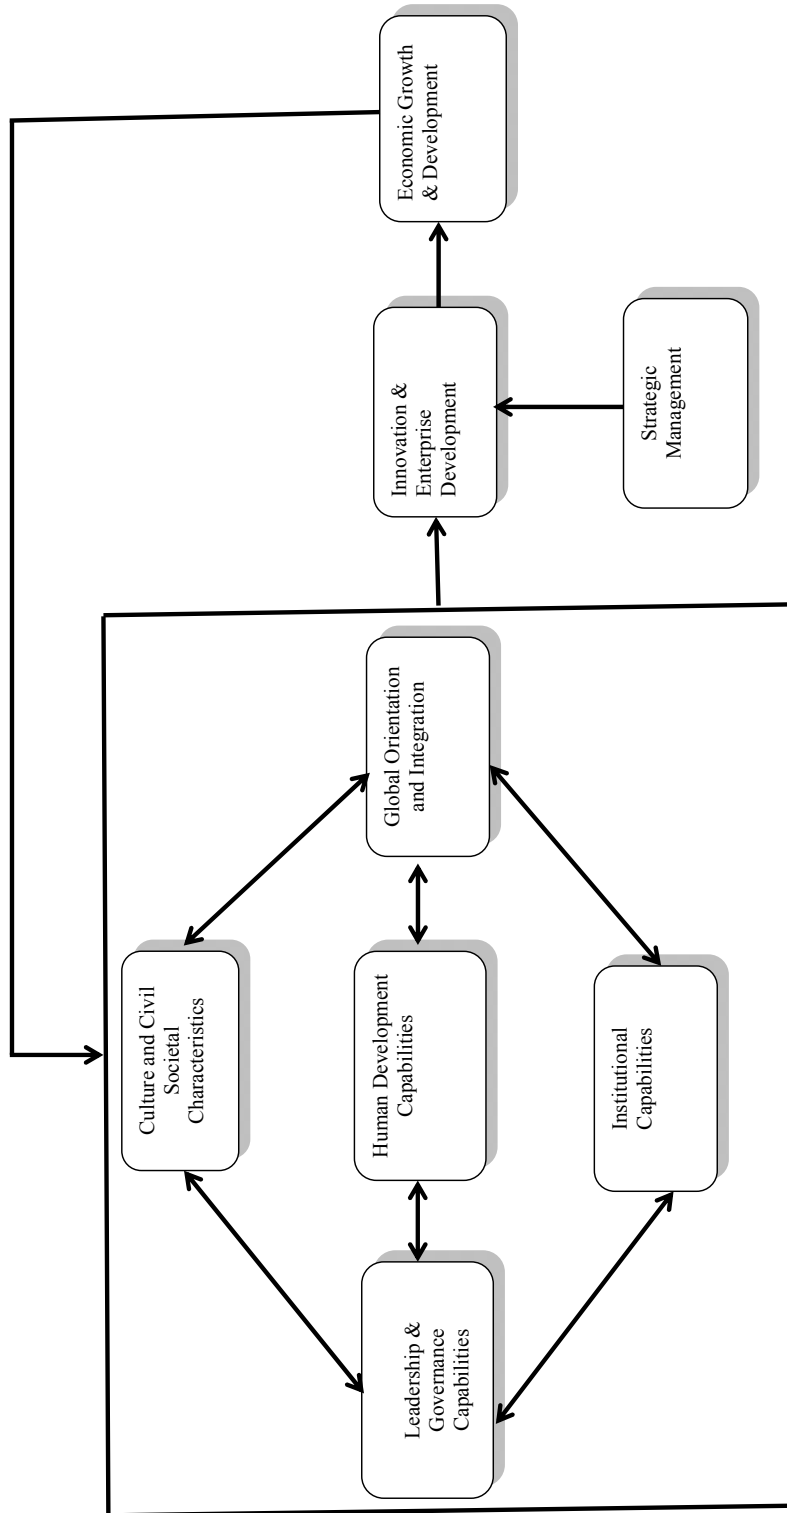 Economic Growth
& Development
Innovation &
Enterprise
Development
Strategic
Management
Global Orientation
and Integration
Culture and Civil
Societal
Characteristics
Human Development
Capabilities
Institutional
Capabilities
Leadership &
Governance
Capabilities